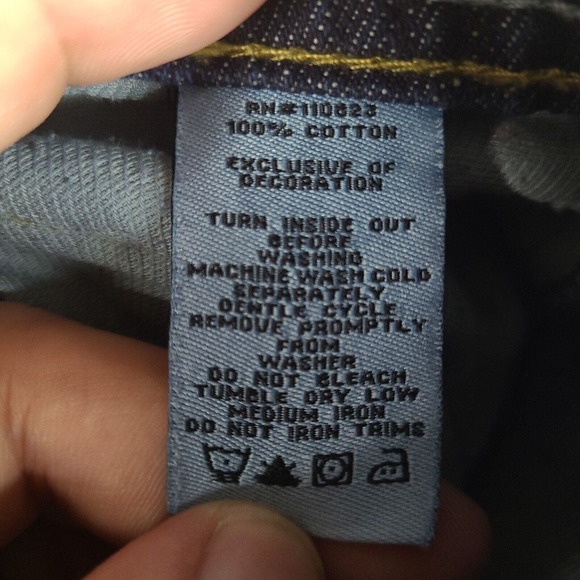 RN#110823
100% COTTON
EXCLUSIVE OF
DECORATION
TURN INSIDE OUT
BEFORE
WASHING
MACHINE WASH COLD
SEPARATELY
GENTLE CYCLE
REMOVE PROMPTLY
FROM
WASHER
DO NOT BLEACH
TUMBLE DRY LOW
MEDIUM IRON
DO NOT IRON TRIMS